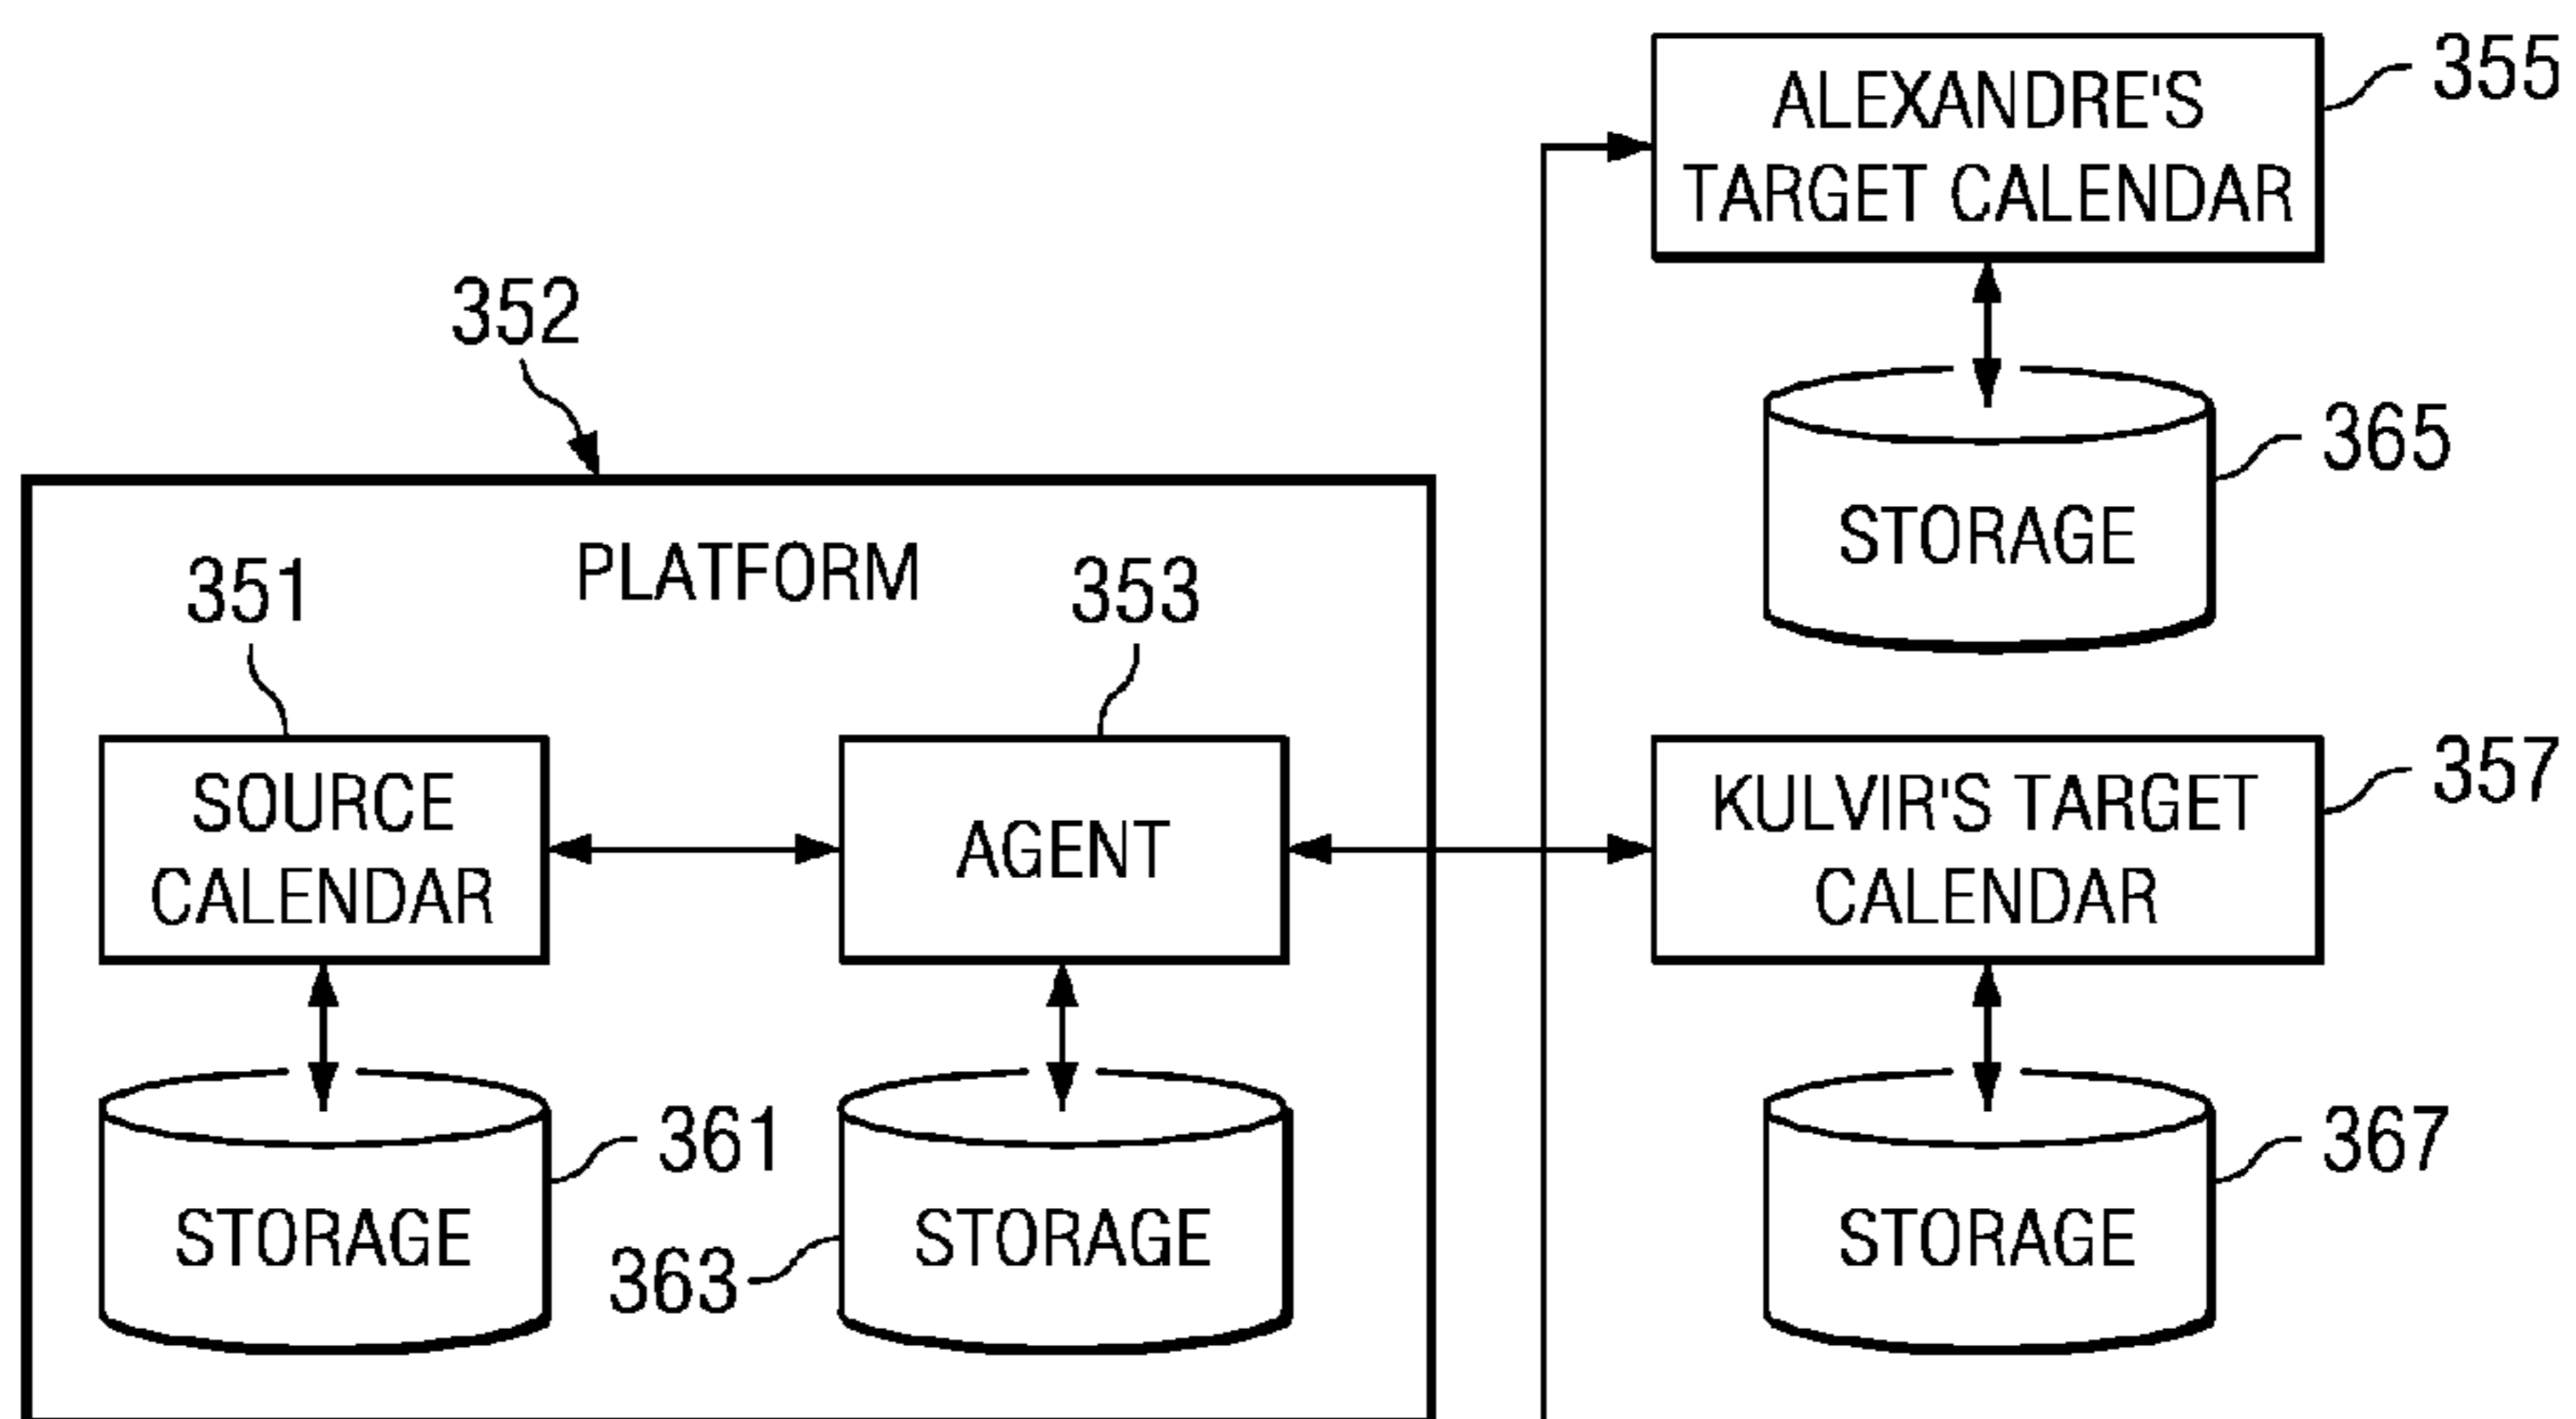 ALEXANDRE'S
TARGET CALENDAR
355
352
365
STORAGE
PLATFORM
351
353
SOURCE
CALENDAR
AGENT
KULVIR'S TARGET
CALENDAR
357
361
STORAGE
363
STORAGE
367
STORAGE